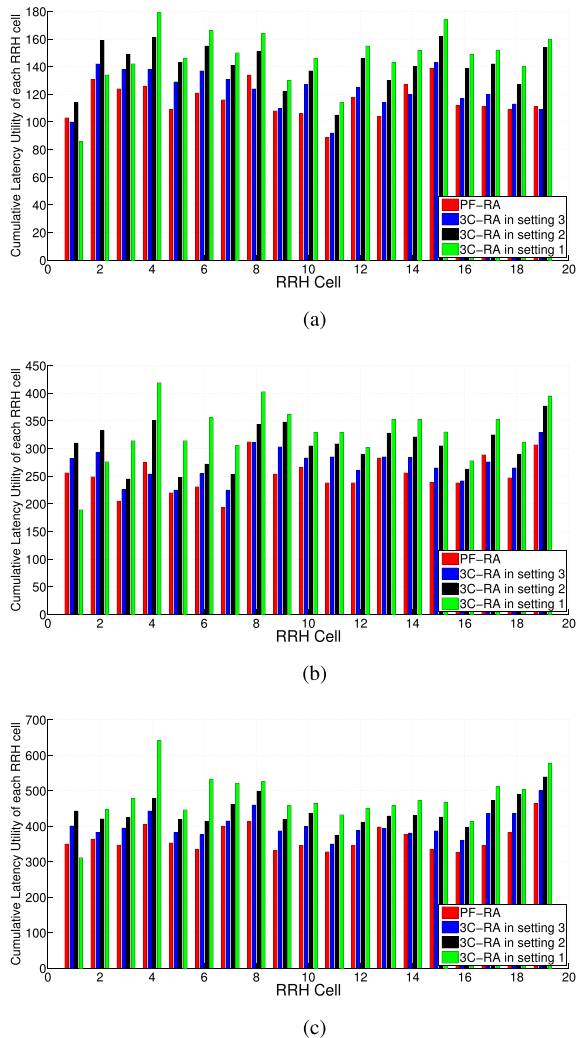 Cumulative Latency Utility of each RRH cell
180
160
140
120
100
80
60
40
20
0
0 2 4 6 8 10 12 14 16 18 20
RRH Cell
PF-RA
3C-RA in setting 3
3C-RA in setting 2
3C-RA in setting 1
(a)
Cumulative Latency Utility of each RRH cell
450
400
350
300
250
200
150
100
50
0
0 2 4 6 8 10 12 14 16 18 20
RRH Cell
PF-RA
3C-RA in setting 3
3C-RA in setting 2
3C-RA in setting 1
(b)
Cumulative Latency Utility of each RRH cell
700
600
500
400
300
200
100
0
0 2 4 6 8 10 12 14 16 18 20
RRH Cell
PF-RA
3C-RA in setting 3
3C-RA in setting 2
3C-RA in setting 1
(c)